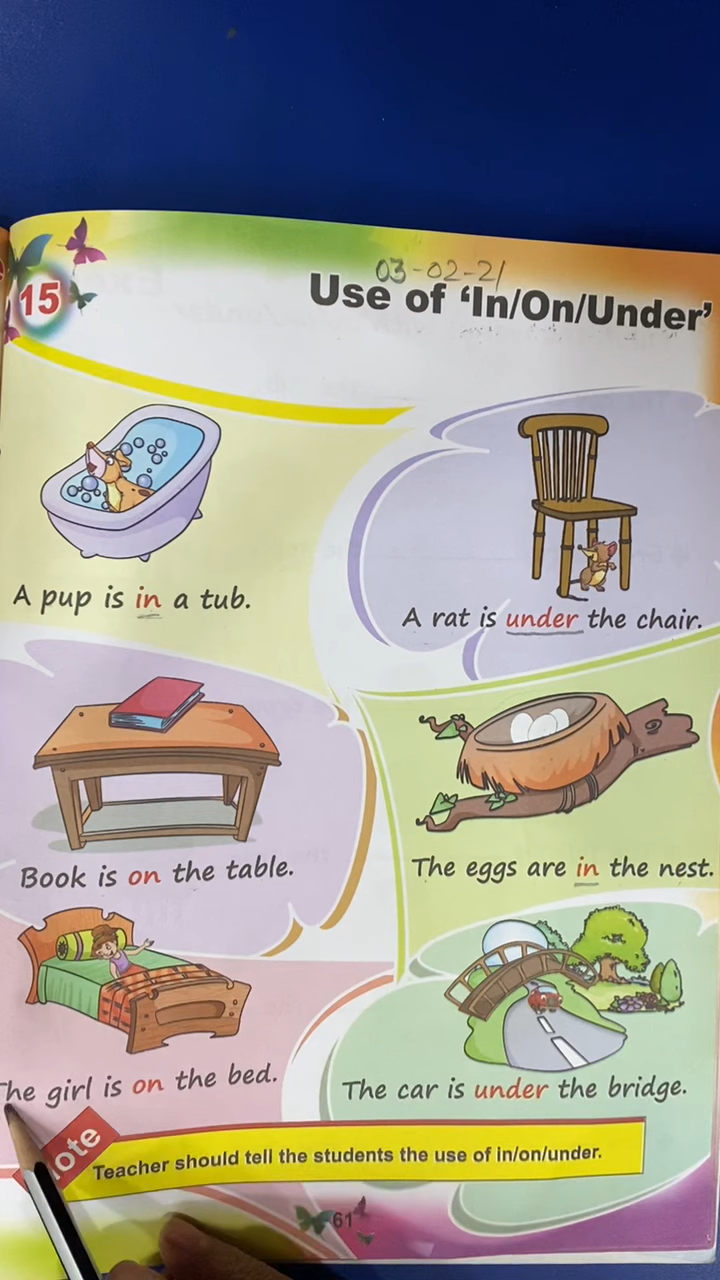 03-02-21
15
Use of ‘In/On/Under’
A pup is in a tub.
A rat is under the chair.
Book is on the table.
The eggs are in the nest.
The girl is on the bed.
The car is under the bridge.
Note
Teacher should tell the students the use of in/on/under.
61